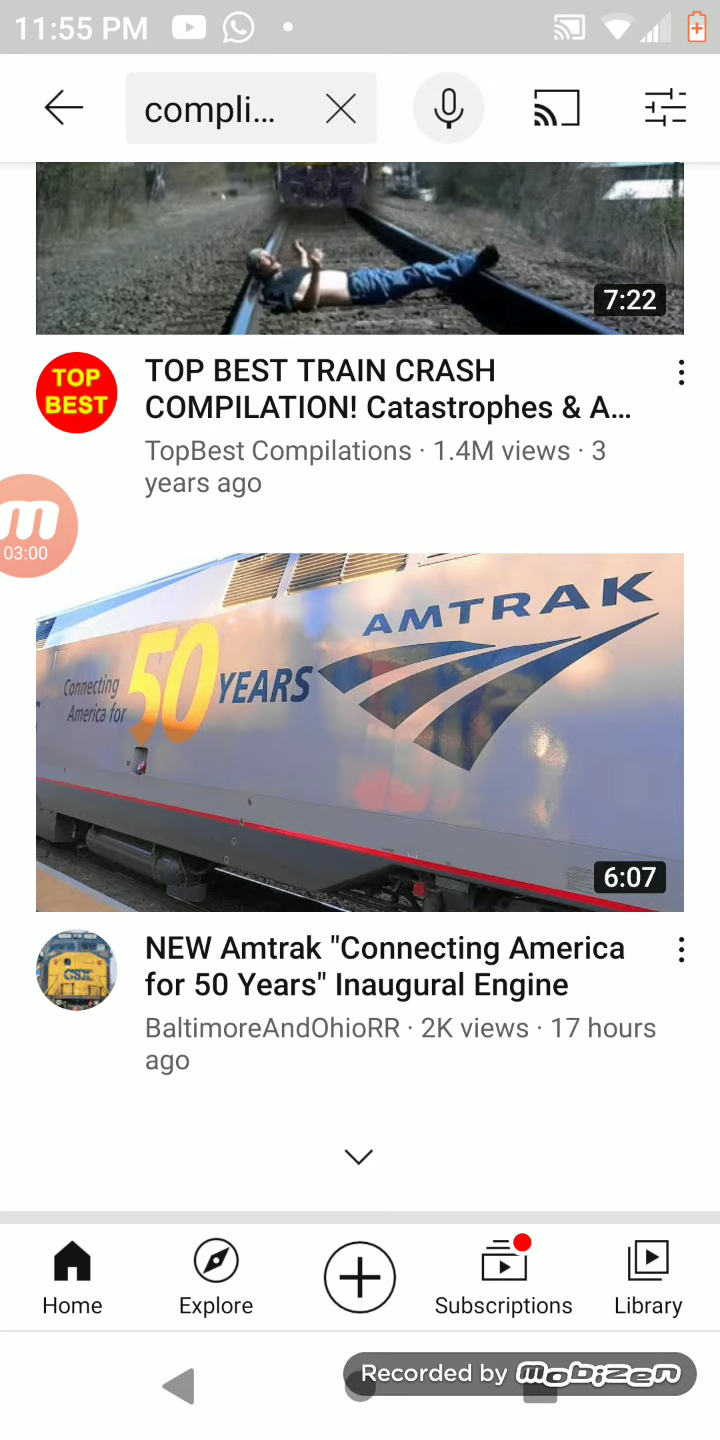 11:55 PM
compli...
7:22
TOP
BEST
TOP BEST TRAIN CRASH
COMPILATION! Catastrophes & A...
TopBest Compilations · 1.4M views · 3
years ago
m
03:00
AMTRAK
Connecting
America for
50 YEARS
6:07
CSX
NEW Amtrak "Connecting America
for 50 Years" Inaugural Engine
BaltimoreAndOhioRR · 2K views · 17 hours
ago
Home
Explore
Subscriptions
Library
Recorded by mobizen